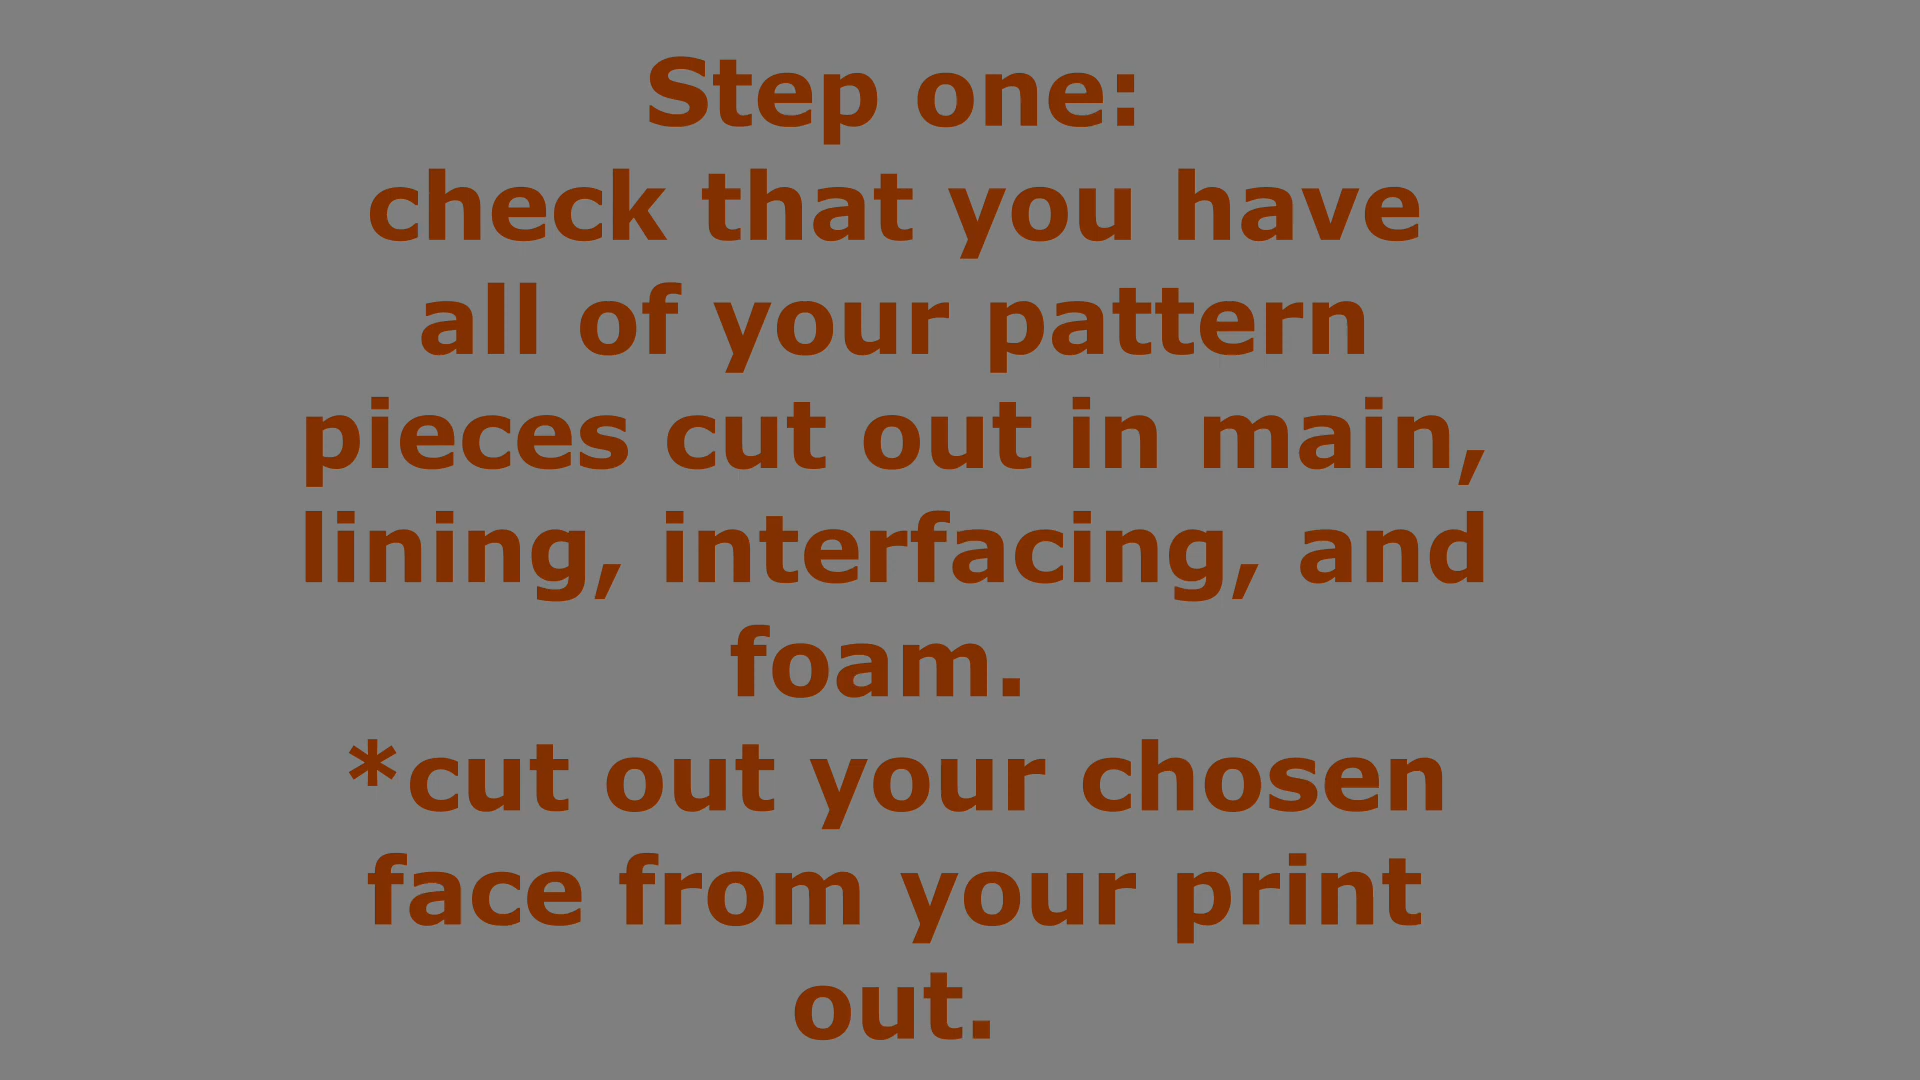 Step one:
check that you have
all of your pattern
pieces cut out in main,
lining, interfacing, and
foam.
*cut out your chosen
face from your print
out.